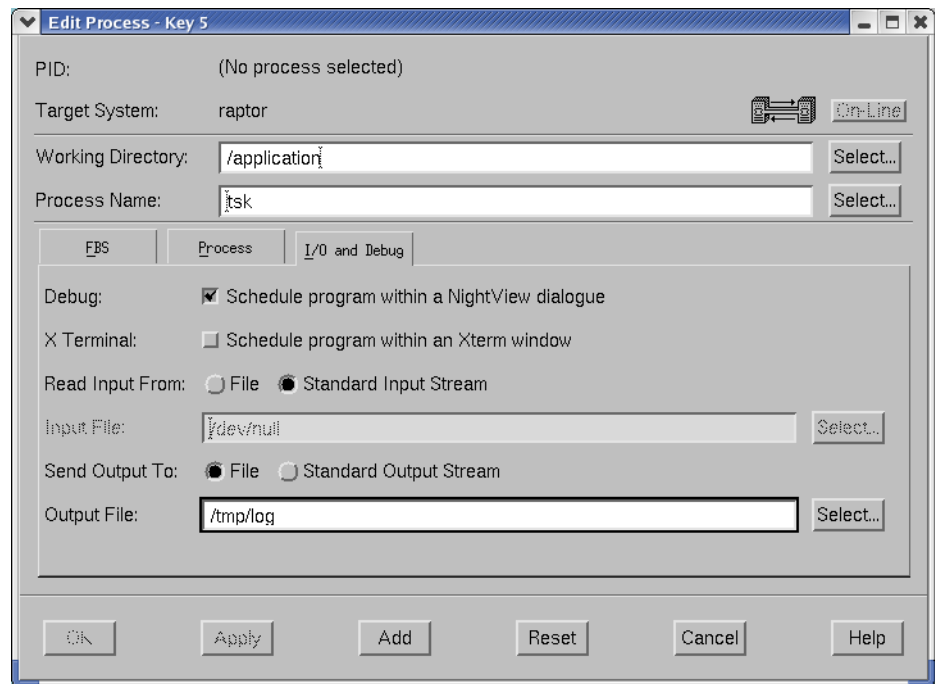 Edit Process - Key 5
PID: (No process selected)
Target System: raptor On-Line
Working Directory: /application Select...
Process Name: tsk Select...
FBS Process I/O and Debug
Debug: Schedule program within a NightView dialogue
X Terminal: Schedule program within an Xterm window
Read Input From: File Standard Input Stream
Input File: /dev/null Select...
Send Output To: File Standard Output Stream
Output File: /tmp/log Select...
OK Apply Add Reset Cancel Help